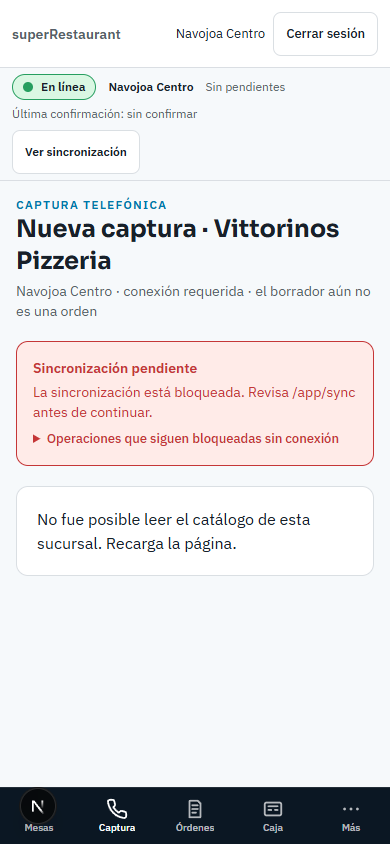 superRestaurant
Navojoa Centro
Cerrar sesión
En línea
Navojoa Centro
Sin pendientes
Última confirmación: sin confirmar
Ver sincronización
CAPTURA TELEFÓNICA
Nueva captura · Vittorinos
Pizzeria
Navojoa Centro · conexión requerida · el borrador aún no
es una orden
Sincronización pendiente
La sincronización está bloqueada. Revisa /app/sync
antes de continuar.
Operaciones que siguen bloqueadas sin conexión
No fue posible leer el catálogo de esta
sucursal. Recarga la página.
N
Mesas
Captura
Órdenes
Caja
Más